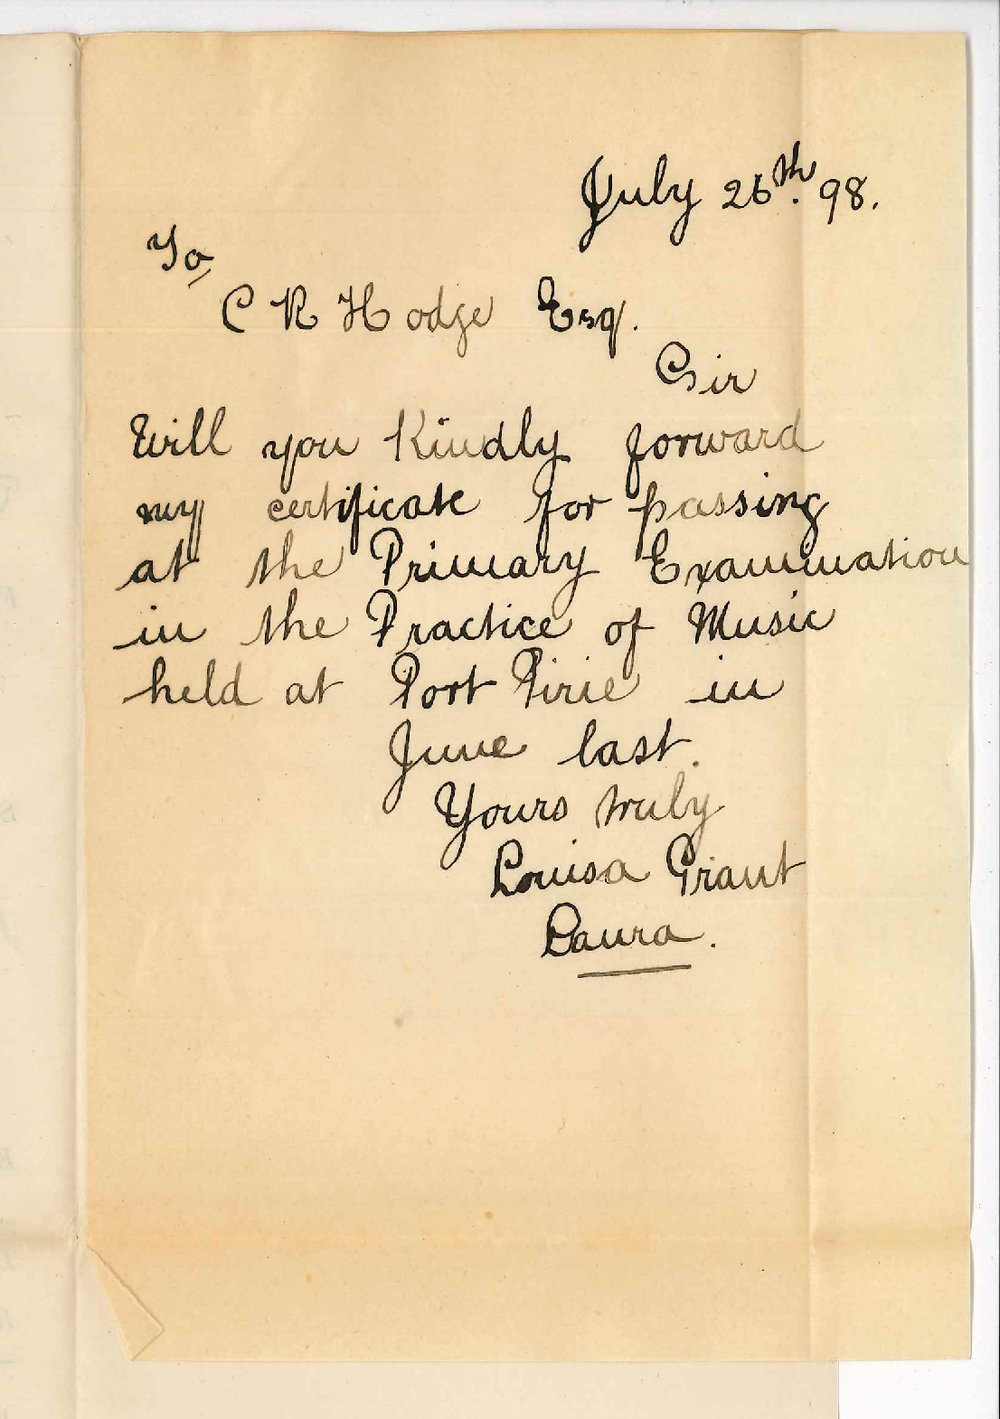 July 26th. 98.
To
C R Hodge Esq.
Sir
Will you Kindly forward
my certificate for passing
at the Primary Examination
in the Practice of Music
held at Port Pirie in
June last.
Yours truly
Louisa Grant
Laura.